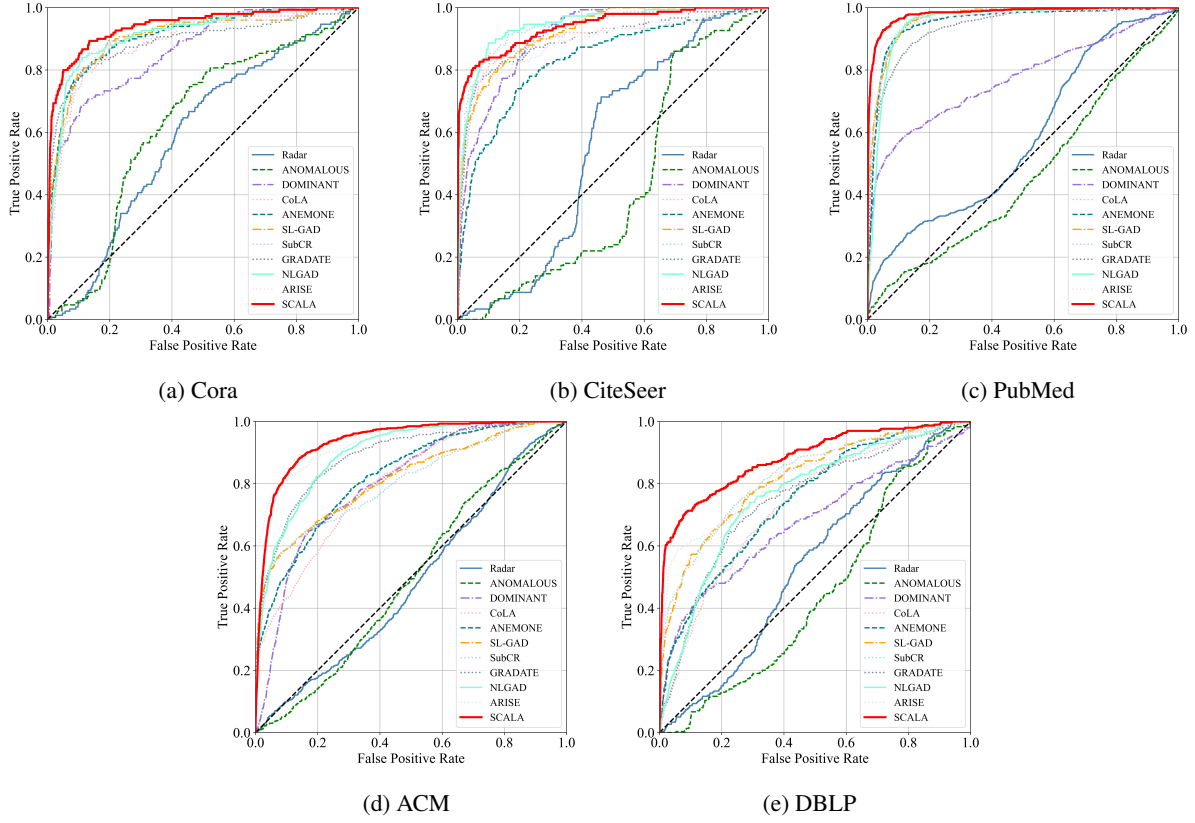 True Positive Rate
1.0
0.8
0.6
0.4
0.2
0.0
Radar
ANOMALOUS
DOMINANT
CoLA
ANEMONE
SL-GAD
SubCR
GRADATE
NLGAD
ARISE
SCALA
0.0 0.2 0.4 0.6 0.8 1.0
False Positive Rate
(a) Cora
True Positive Rate
1.0
0.8
0.6
0.4
0.2
0.0
Radar
ANOMALOUS
DOMINANT
CoLA
ANEMONE
SL-GAD
SubCR
GRADATE
NLGAD
ARISE
SCALA
0.0 0.2 0.4 0.6 0.8 1.0
False Positive Rate
(b) CiteSeer
True Positive Rate
1.0
0.8
0.6
0.4
0.2
0.0
Radar
ANOMALOUS
DOMINANT
CoLA
ANEMONE
SL-GAD
SubCR
GRADATE
NLGAD
ARISE
SCALA
0.0 0.2 0.4 0.6 0.8 1.0
False Positive Rate
(c) PubMed
True Positive Rate
1.0
0.8
0.6
0.4
0.2
0.0
Radar
ANOMALOUS
DOMINANT
CoLA
ANEMONE
SL-GAD
SubCR
GRADATE
NLGAD
ARISE
SCALA
0.0 0.2 0.4 0.6 0.8 1.0
False Positive Rate
(d) ACM
True Positive Rate
1.0
0.8
0.6
0.4
0.2
0.0
Radar
ANOMALOUS
DOMINANT
CoLA
ANEMONE
SL-GAD
SubCR
GRADATE
NLGAD
ARISE
SCALA
0.0 0.2 0.4 0.6 0.8 1.0
False Positive Rate
(e) DBLP